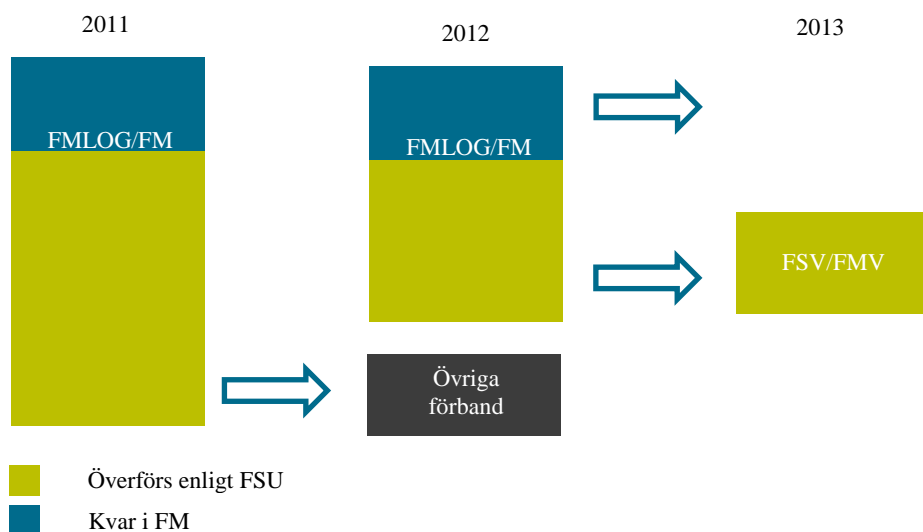 2011
2012
2013
FMLOG/FM
FMLOG/FM
FSV/FMV
Övriga
förband
Överförs enligt FSU
Kvar i FM